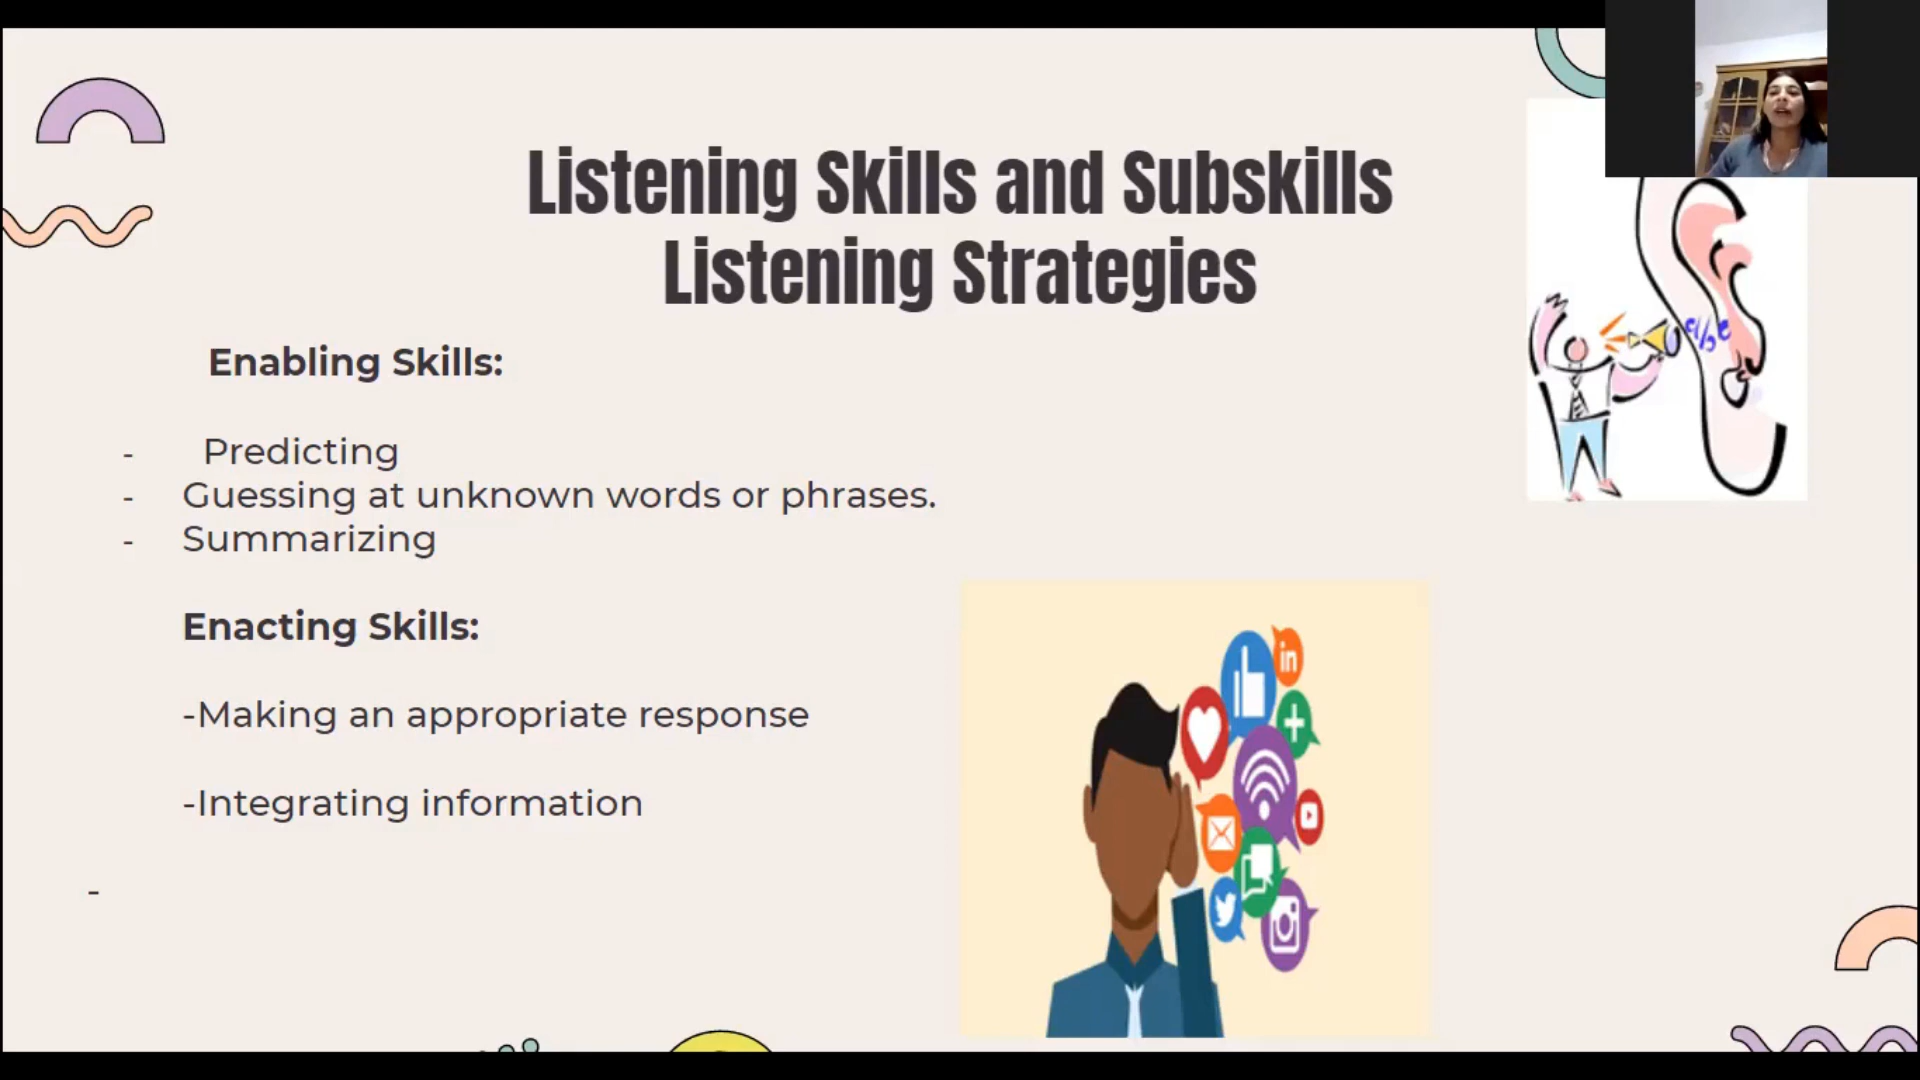 Listening Skills and Subskills
Listening Strategies
Enabling Skills:
- Predicting
- Guessing at unknown words or phrases.
- Summarizing
Enacting Skills:
-Making an appropriate response
-Integrating information
-
in